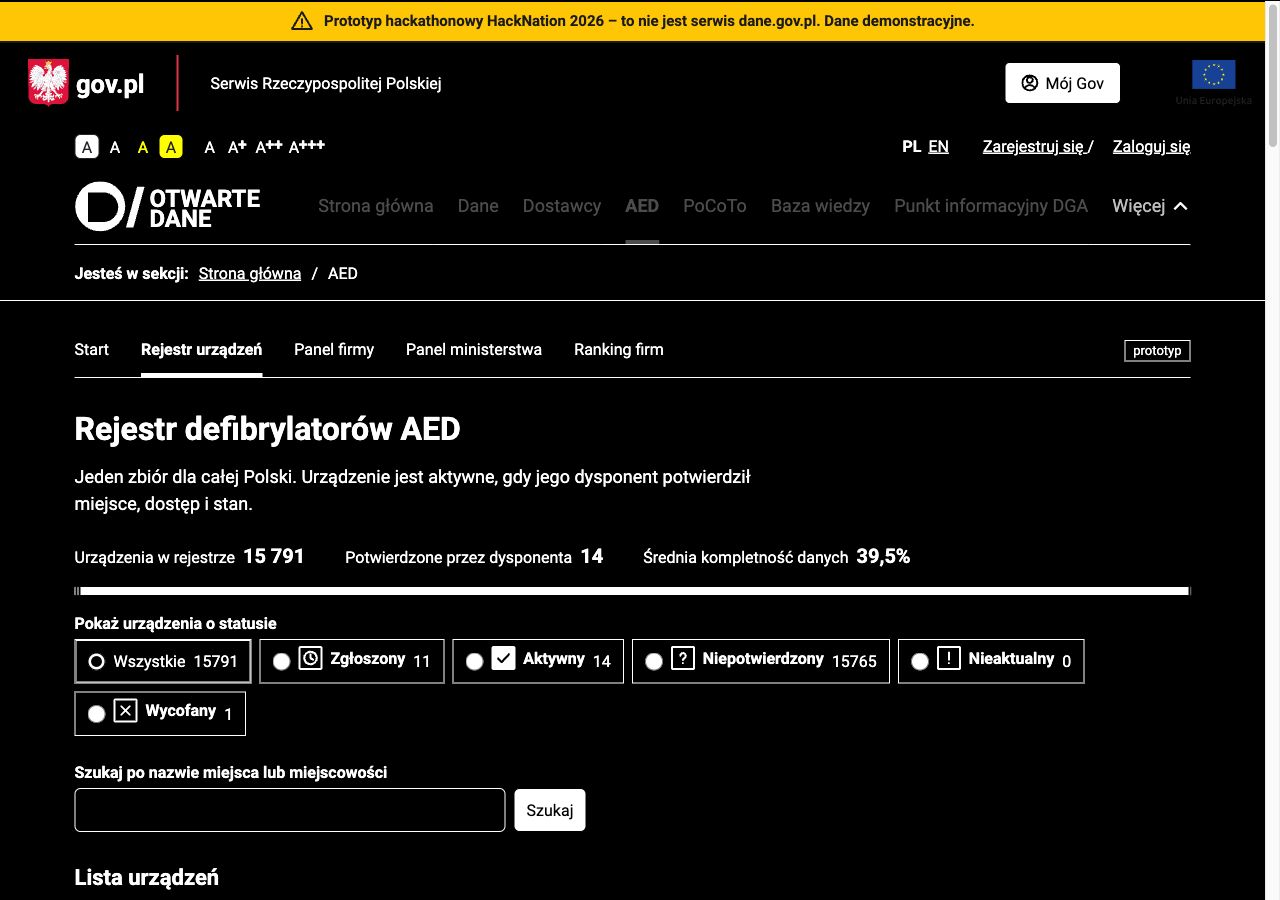 Prototyp hackathonowy HackNation 2026 – to nie jest serwis dane.gov.pl. Dane demonstracyjne.
gov.pl
Serwis Rzeczypospolitej Polskiej
Mój Gov
Unia Europejska
A A A A A A+ A++ A+++
PL EN Zarejestruj się / Zaloguj się
OTWARTE
DANE
Strona główna Dane Dostawcy AED PoCoTo Baza wiedzy Punkt informacyjny DGA Więcej
Jesteś w sekcji: Strona główna / AED
Start Rejestr urządzeń Panel firmy Panel ministerstwa Ranking firm prototyp
Rejestr defibrylatorów AED
Jeden zbiór dla całej Polski. Urządzenie jest aktywne, gdy jego dysponent potwierdził
miejsce, dostęp i stan.
Urządzenia w rejestrze 15 791 Potwierdzone przez dysponenta 14 Średnia kompletność danych 39,5%
Pokaż urządzenia o statusie
Wszystkie 15791 Zgłoszony 11 Aktywny 14 ? Niepotwierdzony 15765 ! Nieaktualny 0
Wycofany 1
Szukaj po nazwie miejsca lub miejscowości
Szukaj
Lista urządzeń